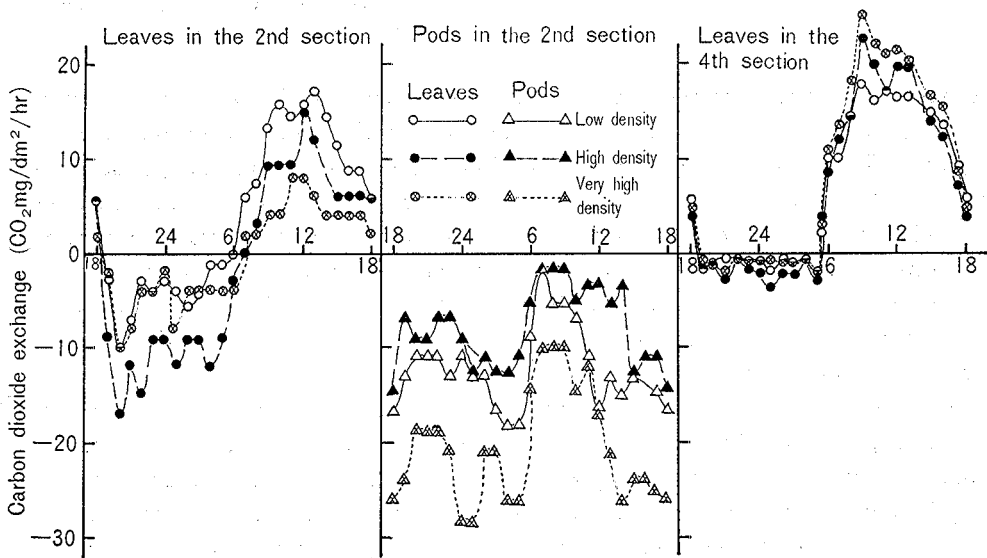 Leaves in the 2nd section
Pods in the 2nd section
Leaves in the
4th section
Leaves
Pods
Low density
High density
Very high
density
Carbon dioxide exchange (CO₂mg/dm²/hr)
20
10
0
−10
−20
−30
18
24
6
12
18
18
24
6
12
18
18
24
6
12
18